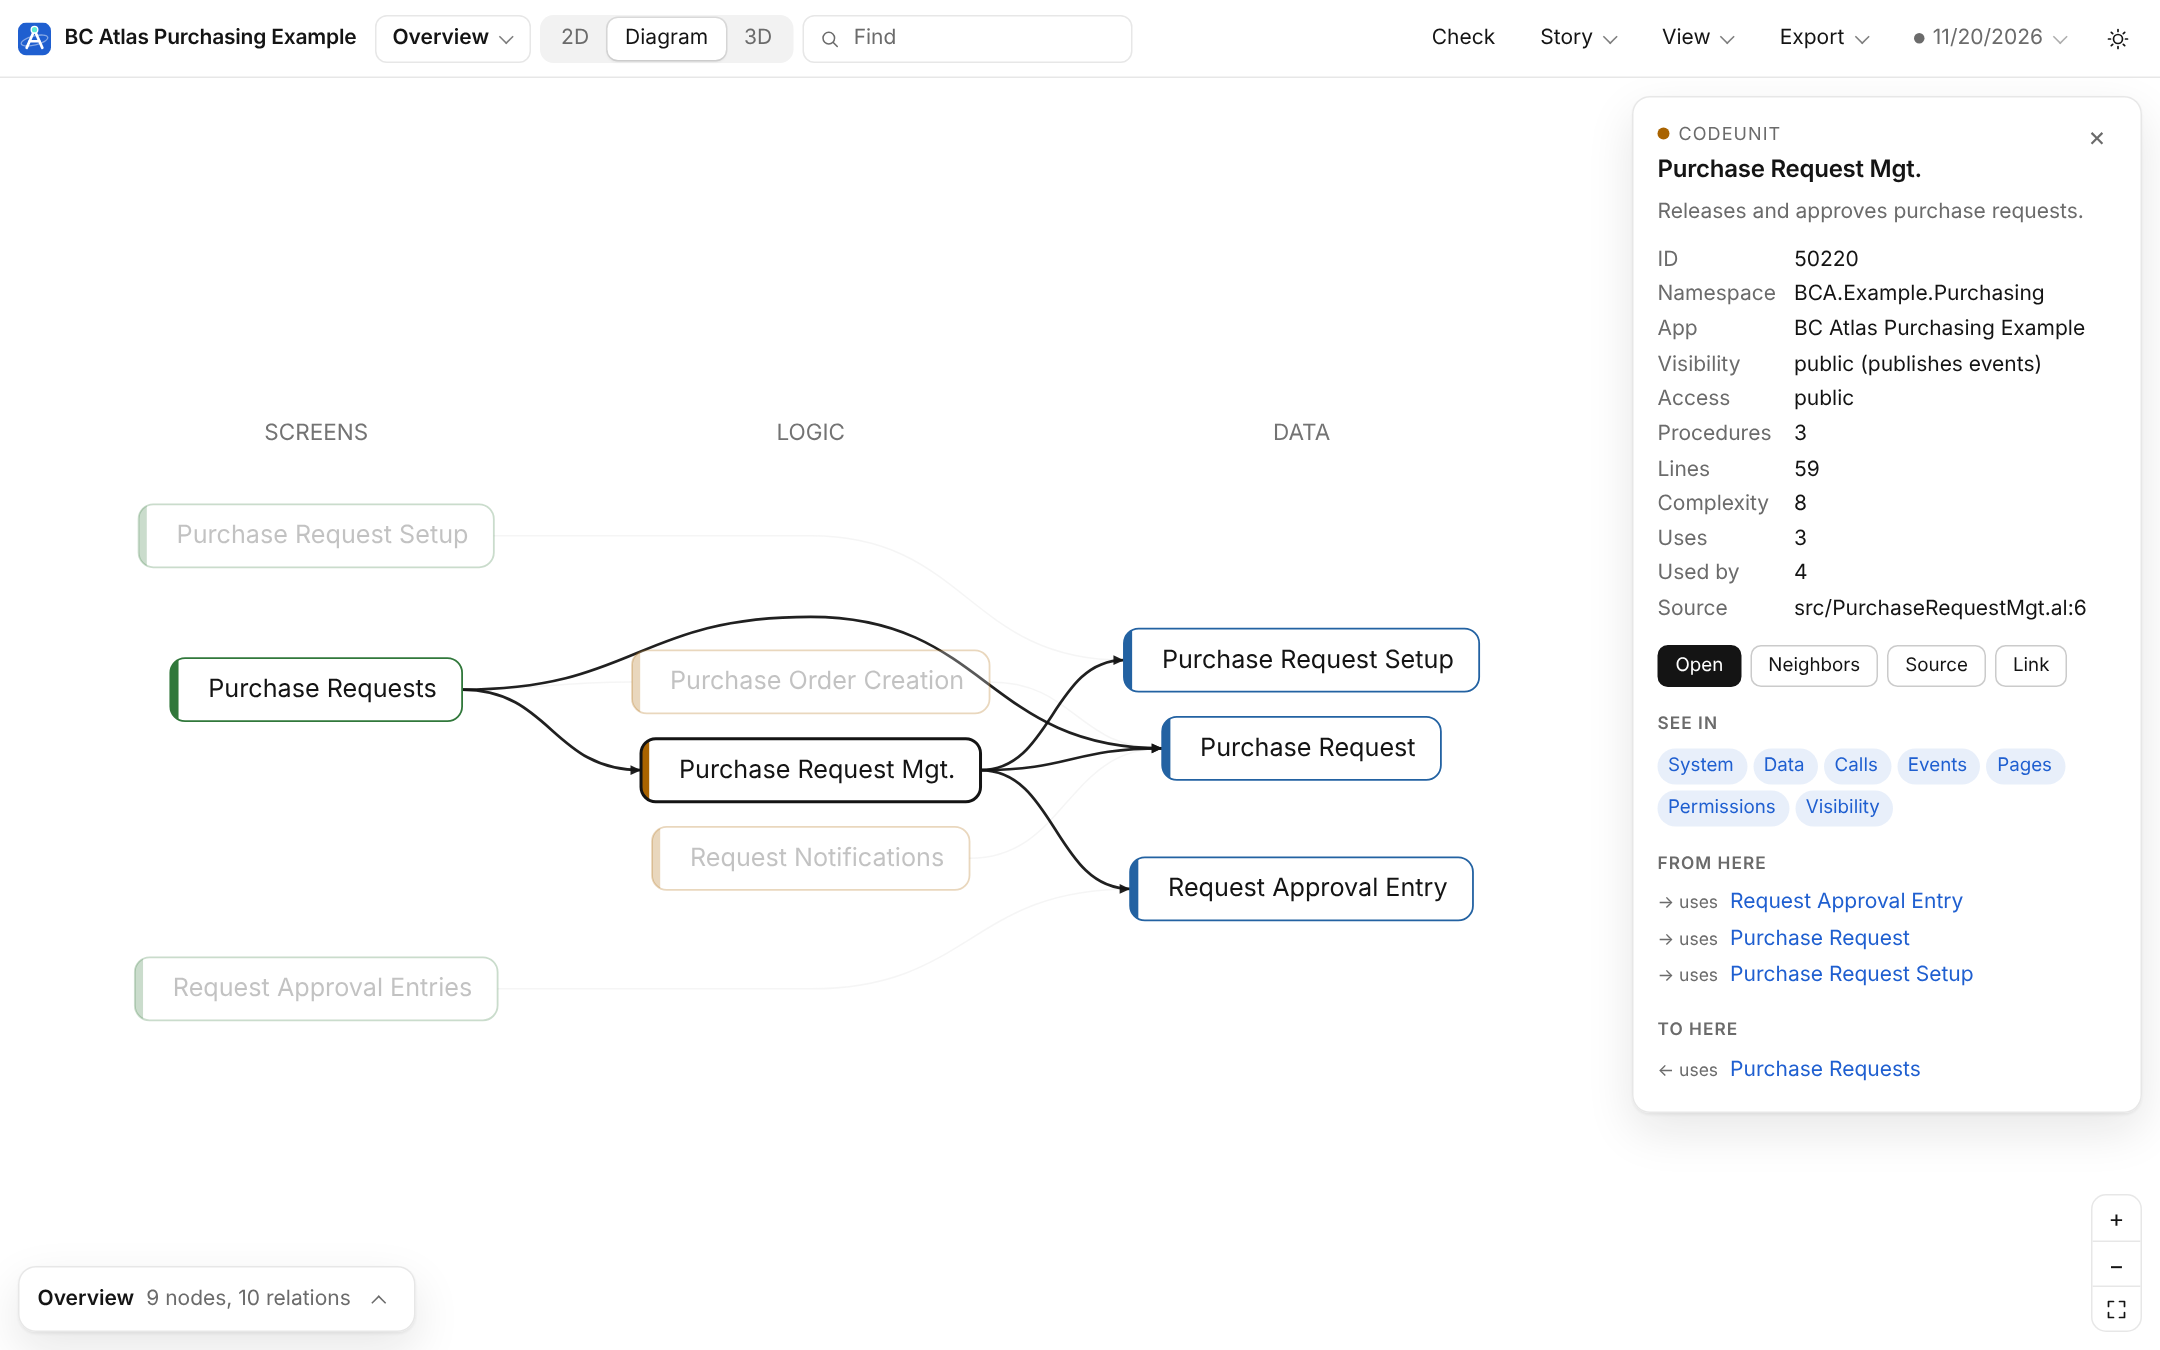 BC Atlas Purchasing Example Overview 2D Diagram 3D Find Check Story View Export 11/20/2026
SCREENS LOGIC DATA
Purchase Request Setup
Purchase Requests
Request Approval Entries
Purchase Order Creation
Purchase Request Mgt.
Request Notifications
Purchase Request Setup
Purchase Request
Request Approval Entry
CODEUNIT
Purchase Request Mgt.
Releases and approves purchase requests.
ID 50220
Namespace BCA.Example.Purchasing
App BC Atlas Purchasing Example
Visibility public (publishes events)
Access public
Procedures 3
Lines 59
Complexity 8
Uses 3
Used by 4
Source src/PurchaseRequestMgt.al:6
Open Neighbors Source Link
SEE IN
System Data Calls Events Pages
Permissions Visibility
FROM HERE
→ uses Request Approval Entry
→ uses Purchase Request
→ uses Purchase Request Setup
TO HERE
← uses Purchase Requests
Overview 9 nodes, 10 relations